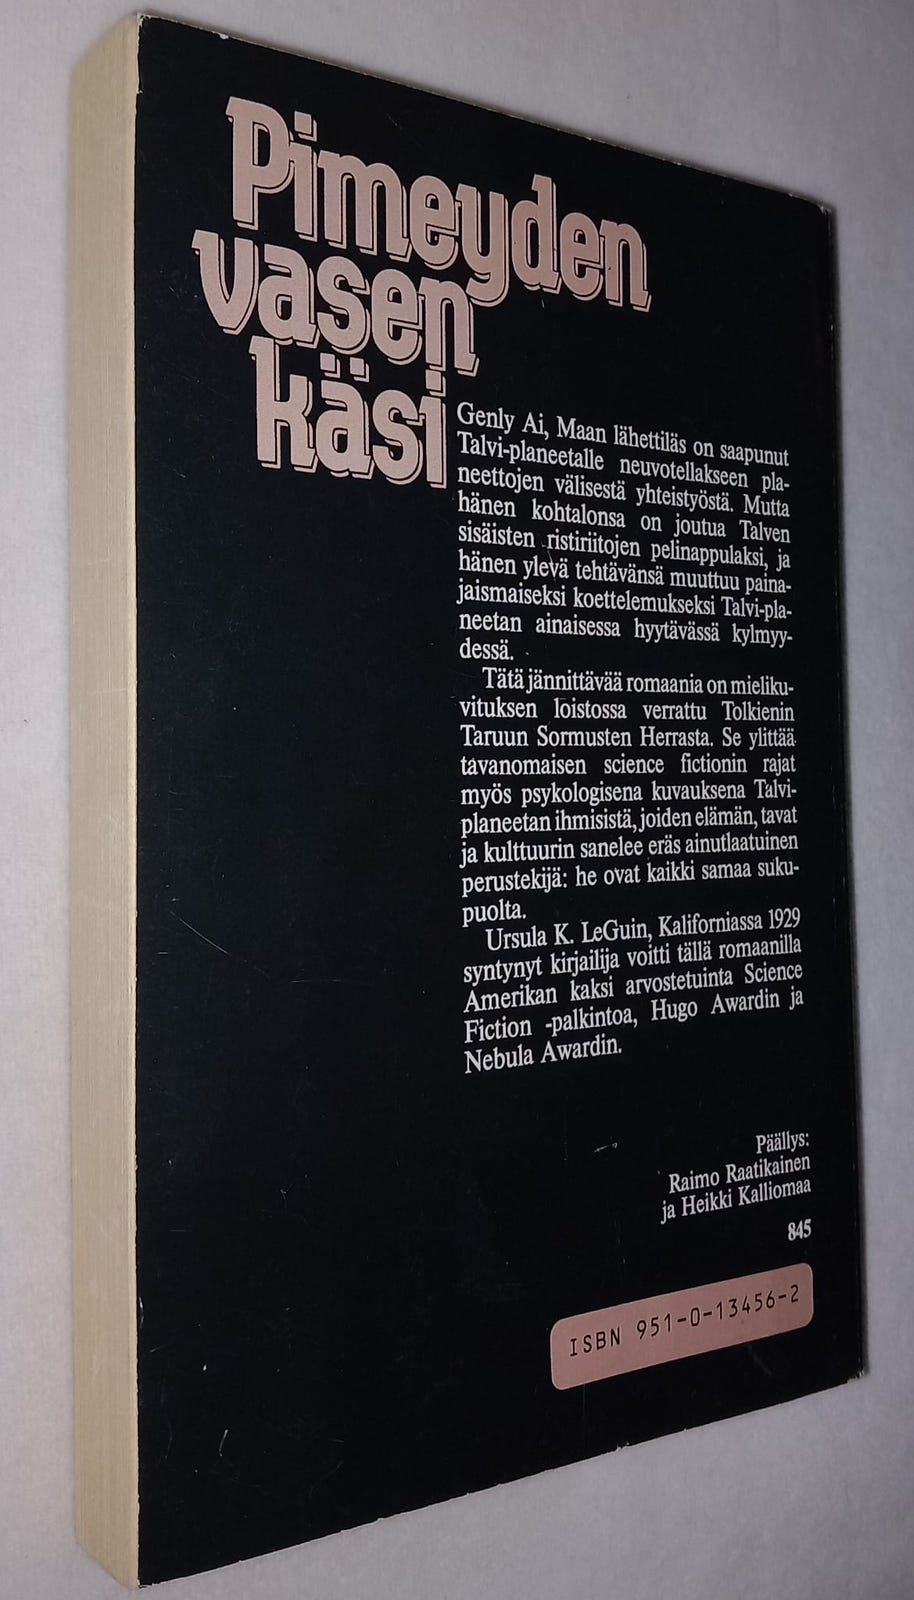 Pimeyden
vasen
käsi
Genly Ai, Maan lähettiläs on saapunut
Talvi-planeetalle neuvotellakseen pla-
neettojen välisestä yhteistyöstä. Mutta
hänen kohtalonsa on joutua Talven
sisäisten ristiriitojen pelinappulaksi, ja
hänen ylevä tehtävänsä muuttuu paina-
jaismaiseksi koettelemukseksi Talvi-pla-
neetan ainaisessa hyytävässä kylmyy-
dessä.
Tätä jännittävää romaania on mieliku-
vituksen loistossa verrattu Tolkienin
Taruun Sormusten Herrasta. Se ylittää
tavanomaisen science fictionin rajat
myös psykologisena kuvauksena Talvi-
planeetan ihmisistä, joiden elämän, tavat
ja kulttuurin sanelee eräs ainutlaatuinen
perustekijä: he ovat kaikki samaa suku-
puolta.
Ursula K. LeGuin, Kaliforniassa 1929
syntynyt kirjailija voitti tällä romaanilla
Amerikan kaksi arvostetuinta Science
Fiction -palkintoa, Hugo Awardin ja
Nebula Awardin.
Päällys:
Raimo Raatikainen
ja Heikki Kalliomaa
845
ISBN 951-0-13456-2